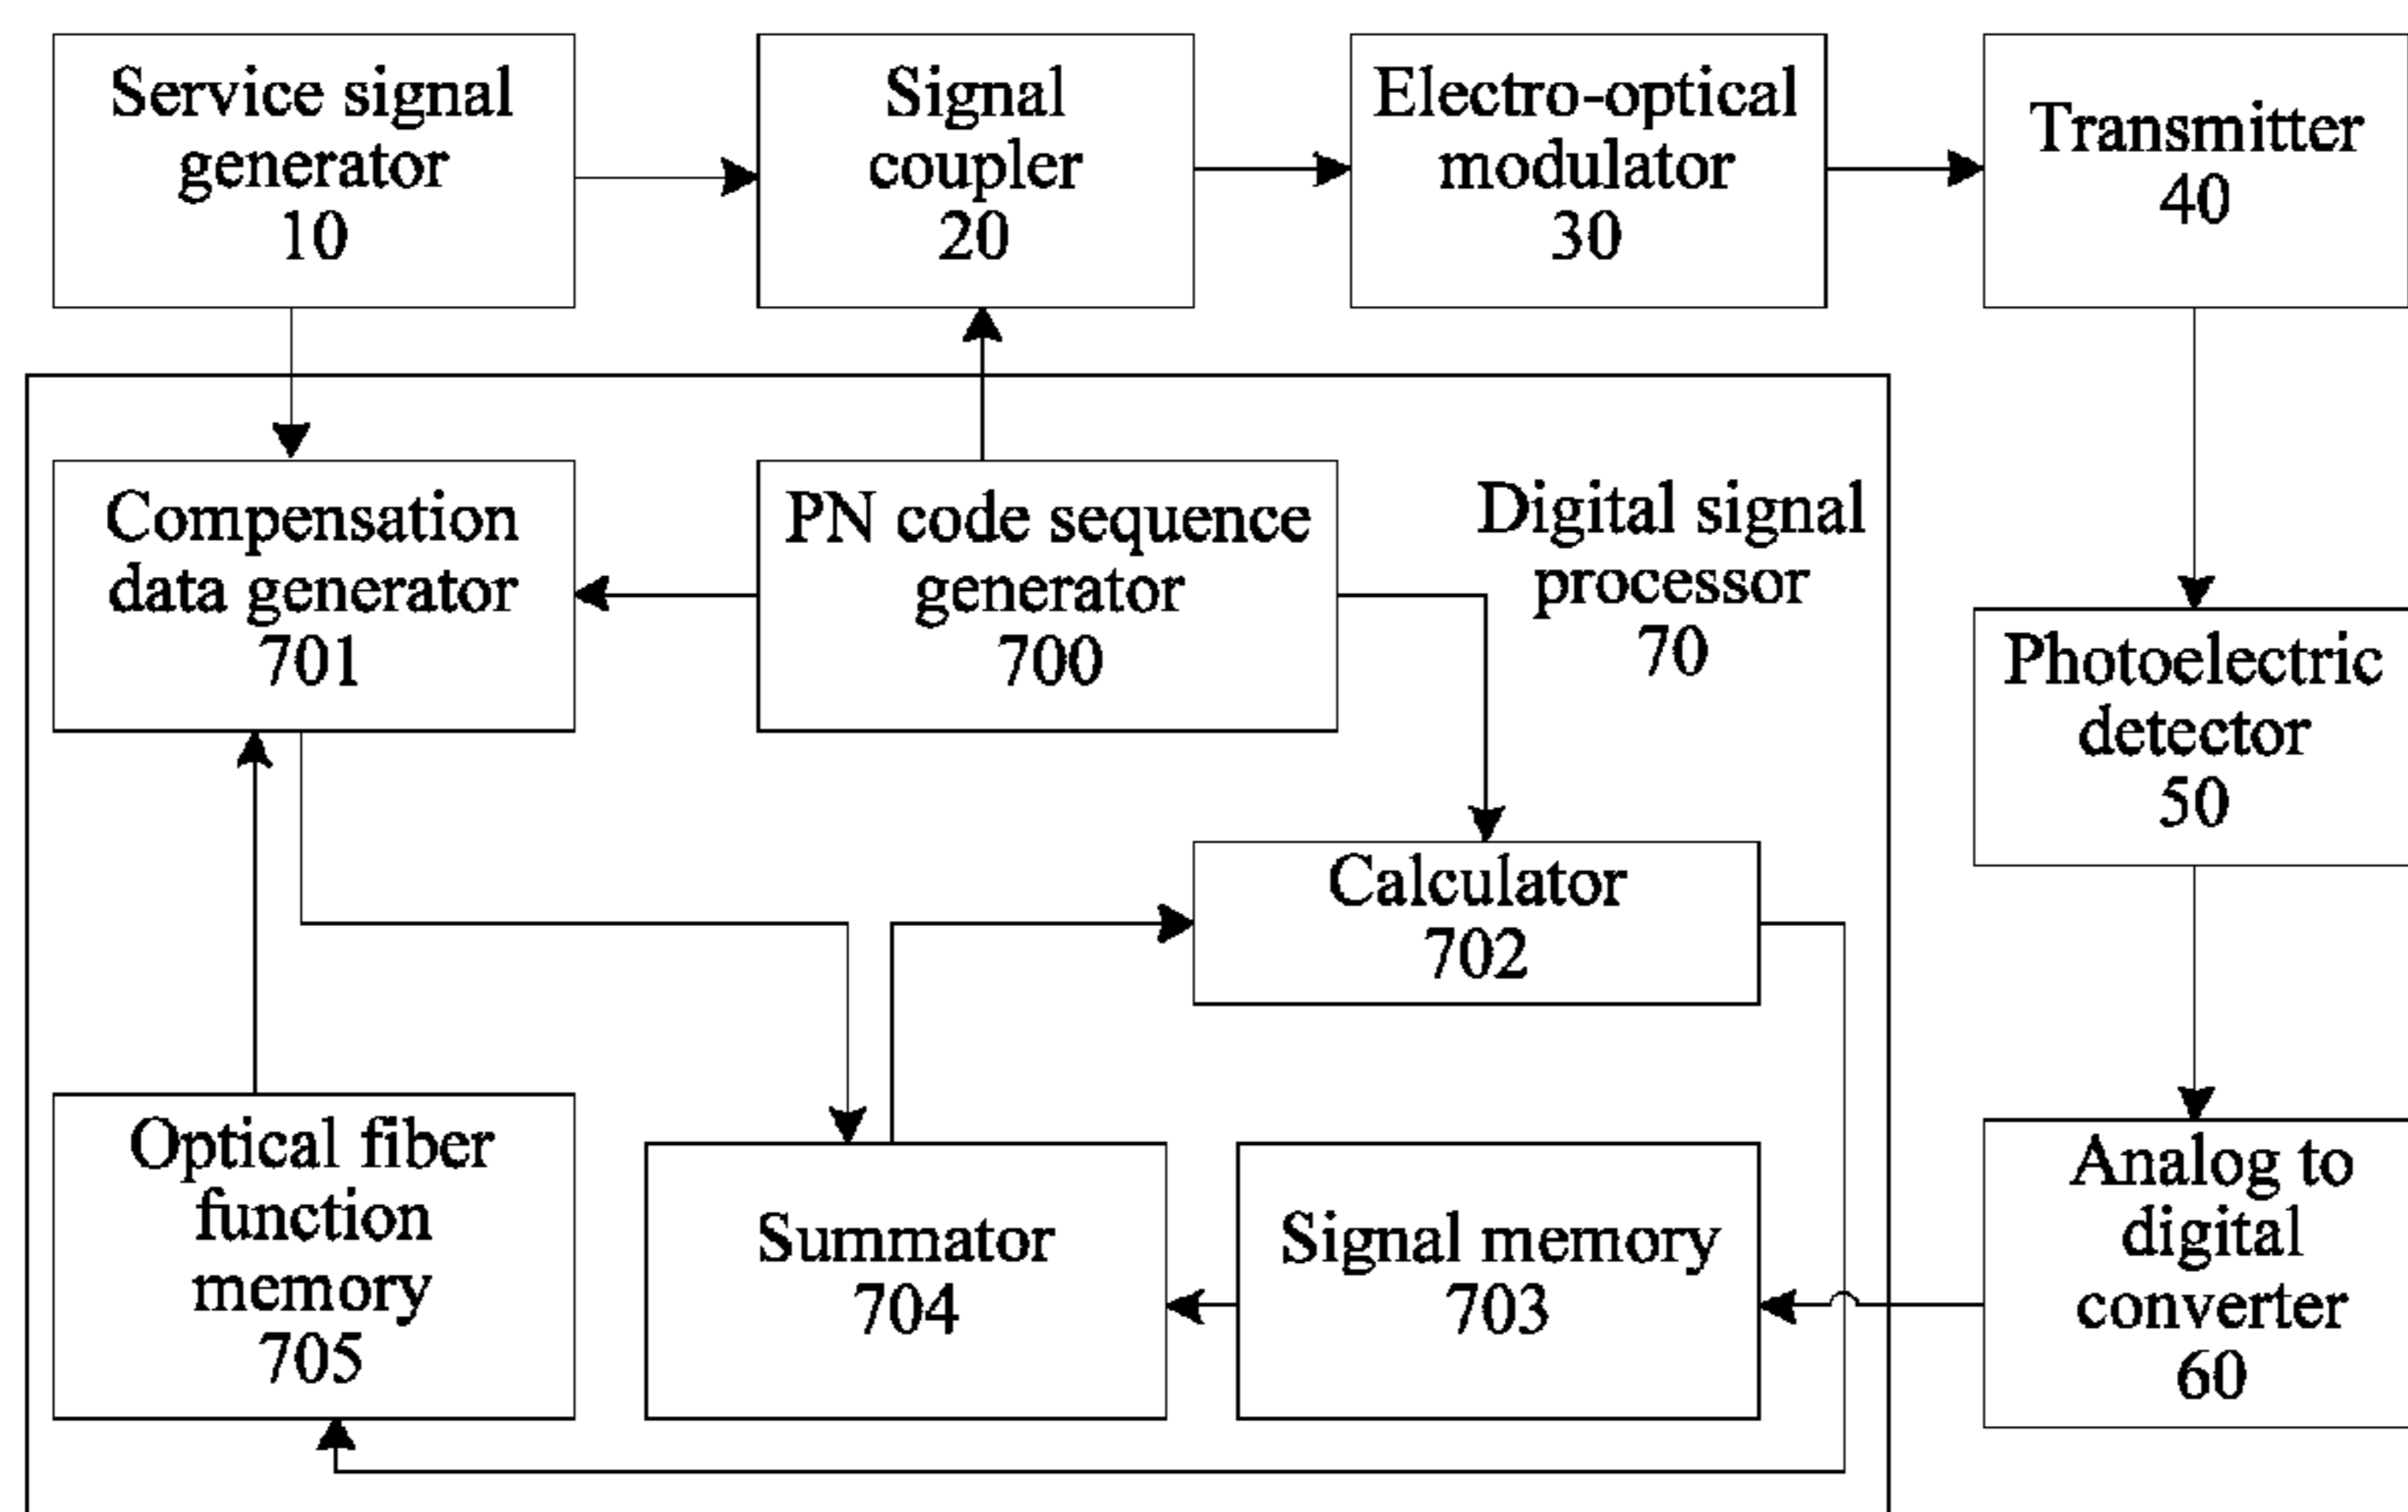 Service signal
generator
10
Signal
coupler
20
Electro-optical
modulator
30
Transmitter
40
Compensation
data generator
701
PN code sequence
generator
700
Digital signal
processor
70
Photoelectric
detector
50
Calculator
702
Optical fiber
function
memory
705
Summator
704
Signal memory
703
Analog to
digital
converter
60